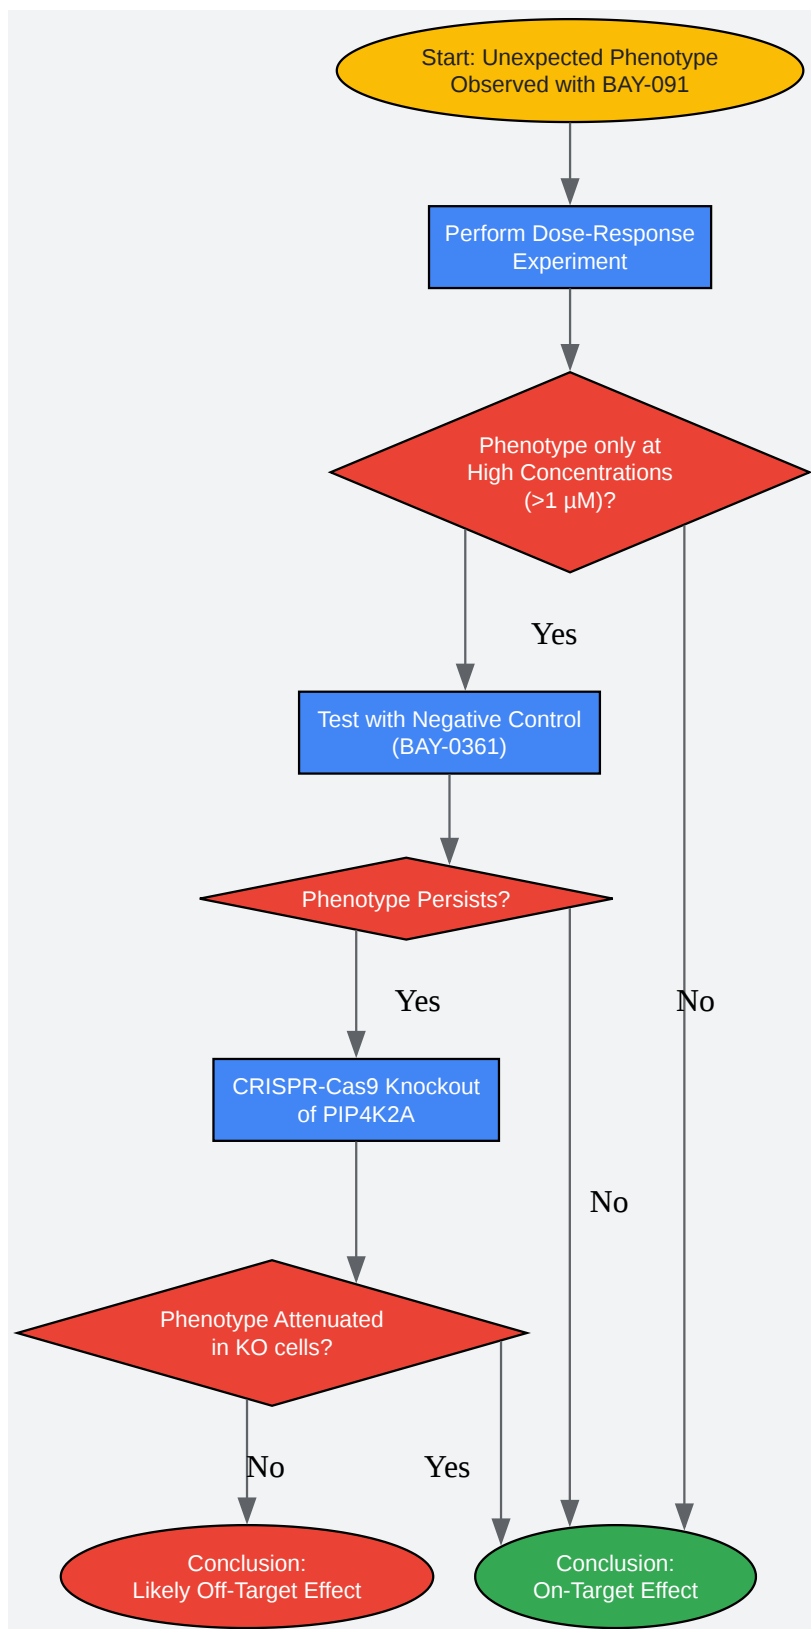 Start: Unexpected Phenotype
Observed with BAY-091
Perform Dose-Response
Experiment
Phenotype only at
High Concentrations
(>1 µM)?
Yes
Test with Negative Control
(BAY-0361)
Phenotype Persists?
Yes
No
CRISPR-Cas9 Knockout
of PIP4K2A
No
Phenotype Attenuated
in KO cells?
No
Yes
Conclusion:
Likely Off-Target Effect
Conclusion:
On-Target Effect